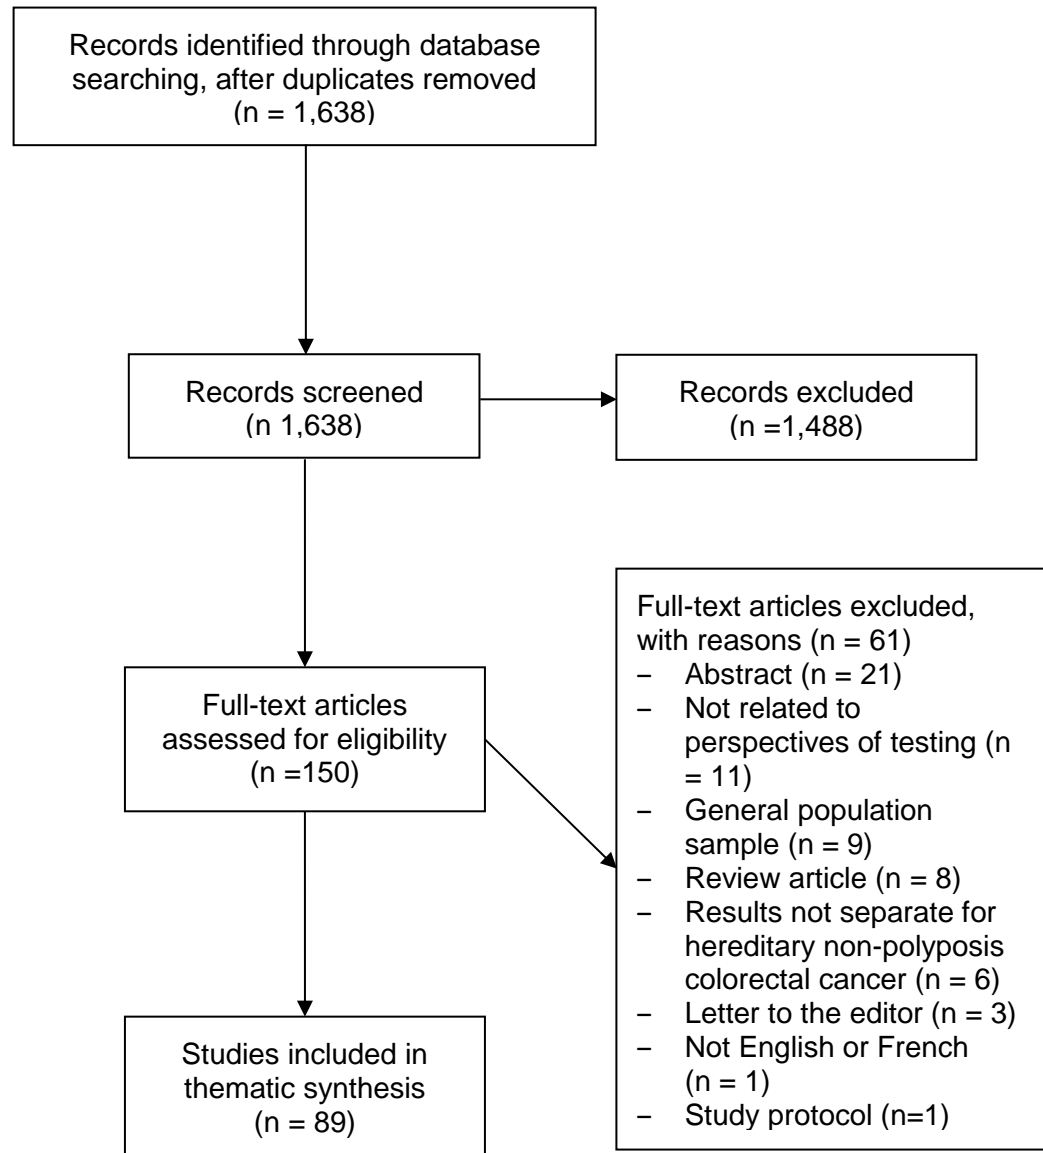 Records identified through database
searching, after duplicates removed
(n = 1,638)
Records screened
(n 1,638)
Records excluded
(n =1,488)
Full-text articles
assessed for eligibility
(n =150)
Full-text articles excluded,
with reasons (n = 61)
– Abstract (n = 21)
– Not related to
perspectives of testing (n
= 11)
– General population
sample (n = 9)
– Review article (n = 8)
– Results not separate for
hereditary non-polyposis
colorectal cancer (n = 6)
– Letter to the editor (n = 3)
– Not English or French
(n = 1)
– Study protocol (n=1)
Studies included in
thematic synthesis
(n = 89)